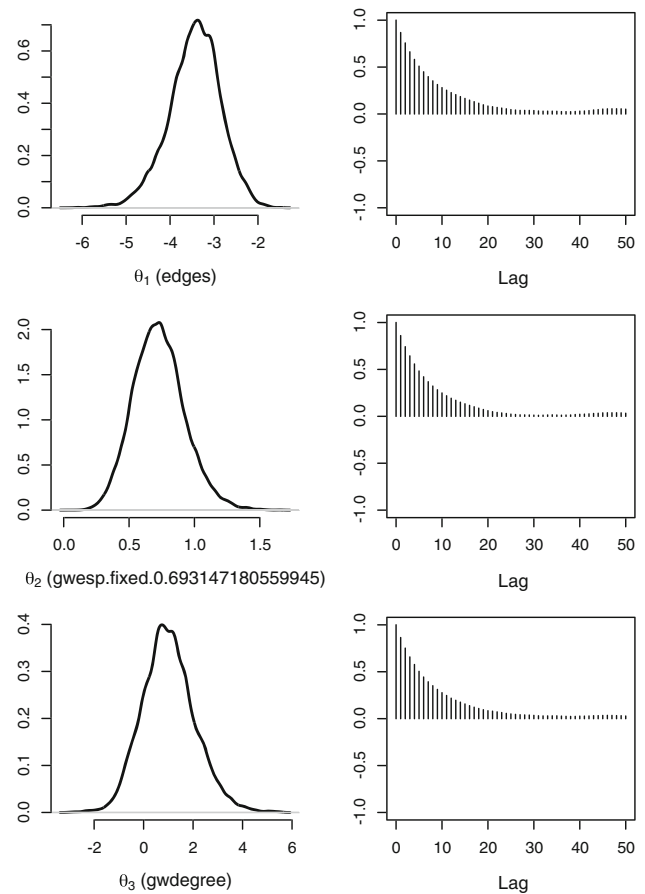 0.0 0.2 0.4 0.6
-6 -5 -4 -3 -2
θ1 (edges)
-1.0 -0.5 0.0 0.5 1.0
0 10 20 30 40 50
Lag
0.0 0.5 1.0 1.5 2.0
0.0 0.5 1.0 1.5
θ2 (gwesp.fixed.0.693147180559945)
-1.0 -0.5 0.0 0.5 1.0
0 10 20 30 40 50
Lag
0.0 0.1 0.2 0.3 0.4
-2 0 2 4 6
θ3 (gwdegree)
-1.0 -0.5 0.0 0.5 1.0
0 10 20 30 40 50
Lag